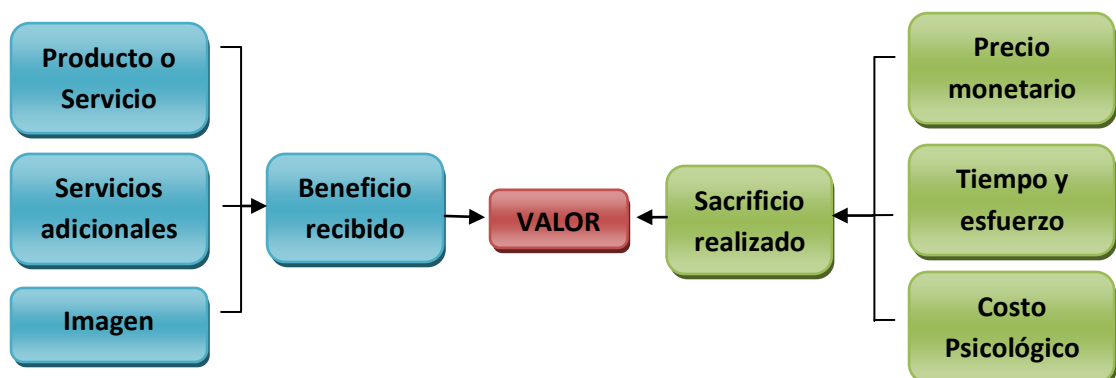 Producto o
Servicio
Servicios
adicionales
Imagen
Beneficio
recibido
VALOR
Sacrificio
realizado
Precio
monetario
Tiempo y
esfuerzo
Costo
Psicológico